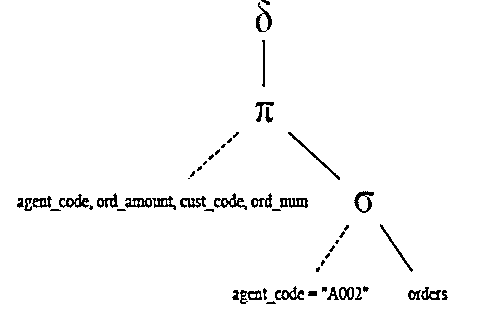 δ
π
agent_code, ord_amount, cust_code, ord_num
σ
agent_code = "A002" orders